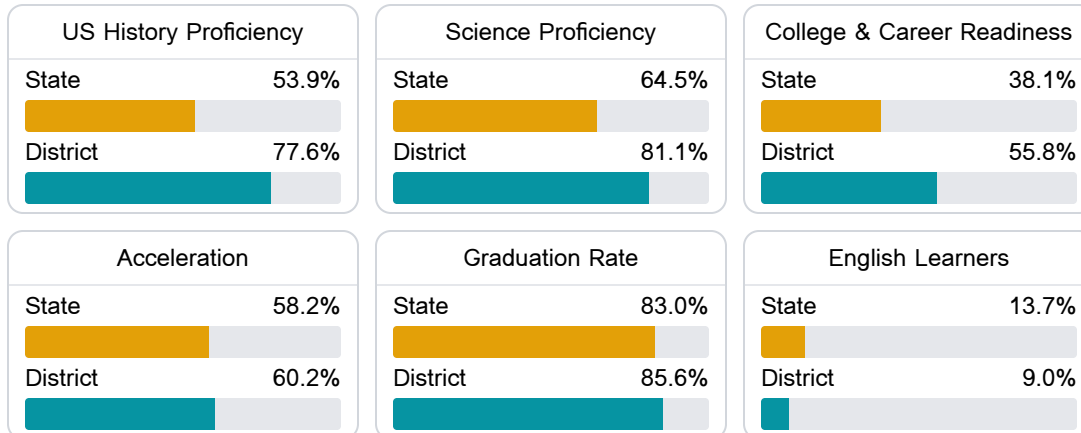 US History Proficiency
State 53.9%
District 77.6%
Science Proficiency
State 64.5%
District 81.1%
College & Career Readiness
State 38.1%
District 55.8%
Acceleration
State 58.2%
District 60.2%
Graduation Rate
State 83.0%
District 85.6%
English Learners
State 13.7%
District 9.0%